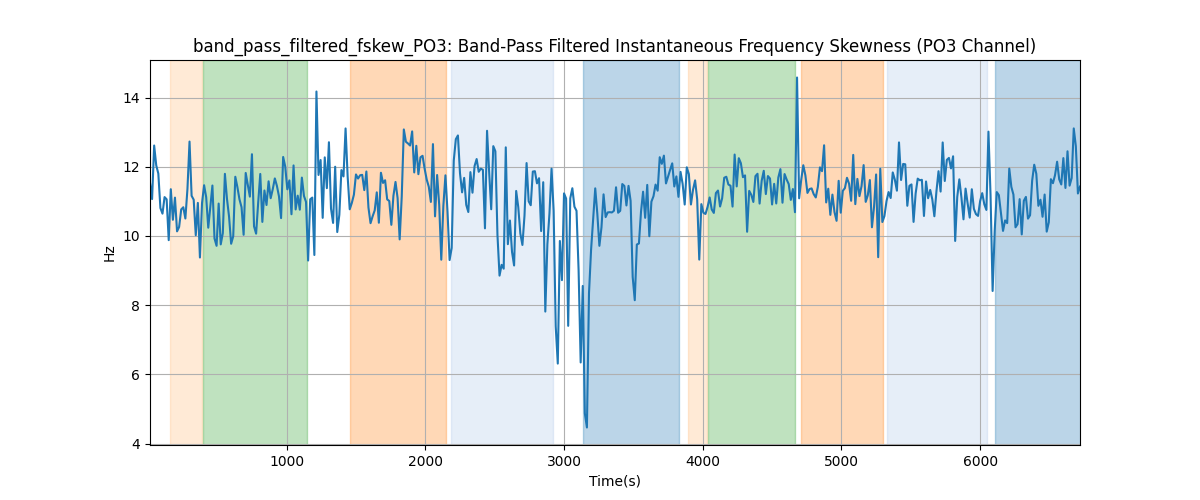 band_pass_filtered_fskew_PO3: Band-Pass Filtered Instantaneous Frequency Skewness (PO3 Channel)
14
12
10
8
6
4
Hz
1000 2000 3000 4000 5000 6000
Time(s)